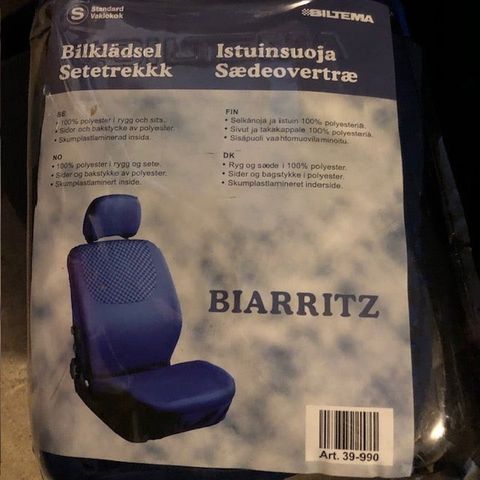 S
Standard
Vakiokok
BILTEMA
Bilklädsel
Setetrekkk
Istuinsuoja
Sædeovertræ
SE
• 100% polyester i rygg och sits.
• Sidor och bakstycke av polyester.
• Skumplastlaminerad insida.
FIN
• Selkänoja ja istuin 100% polyesteriä.
• Sivut ja takakappale 100% polyesteriä.
• Sisäpuoli vaahtomuovilaminoitu.
NO
• 100% polyester i rygg og sete.
• Sider og bakstykke av polyester.
• Skumplastlaminert inside.
DK
• Ryg og sæde i 100% polyester.
• Sider og bagstykke i polyester.
• Skumplastlamineret inderside.
BIARRITZ
Art. 39-990